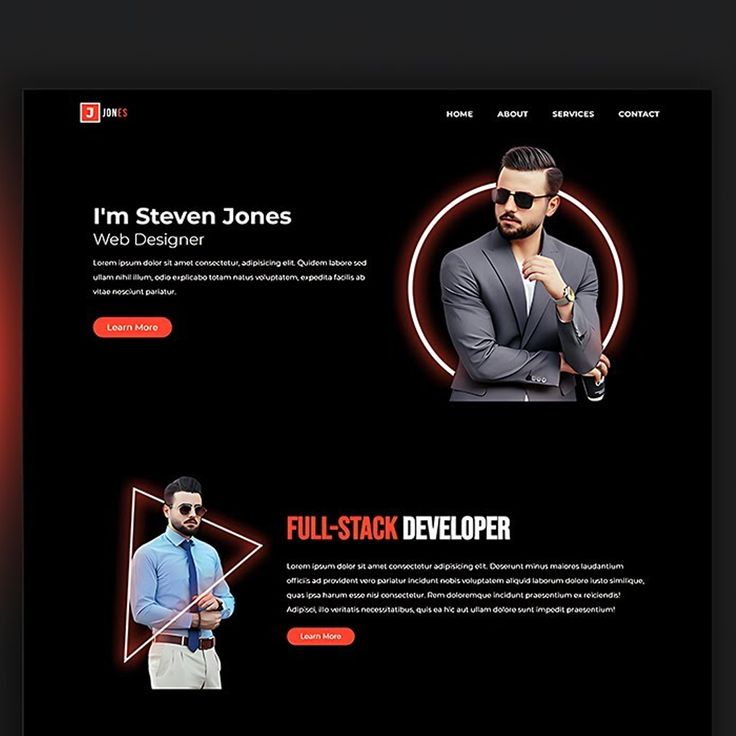 J JONES
HOME ABOUT SERVICES CONTACT
I'm Steven Jones
Web Designer
Lorem ipsum dolor sit amet consectetur, adipisicing elit. Quidem labore sed
ullam nihil illum, odio explicabo totam natus voluptatem, expedita facilis ab
vitae nesciunt pariatur.
Learn More
FULL-STACK DEVELOPER
Lorem ipsum dolor sit amet consectetur adipisicing elit. Deserunt minus maiores laudantium
officiis ad provident vero pariatur incidunt nobis voluptatem aliquid laborum dolore iusto similique,
quas ipsa harum esse nisi consectetur. Rem doloremque incidunt praesentium ex reiciendis!
Adipisci, illo veritatis necessitatibus, quis ea hic aut ullam dolore sunt impedit praesentium!
Learn More